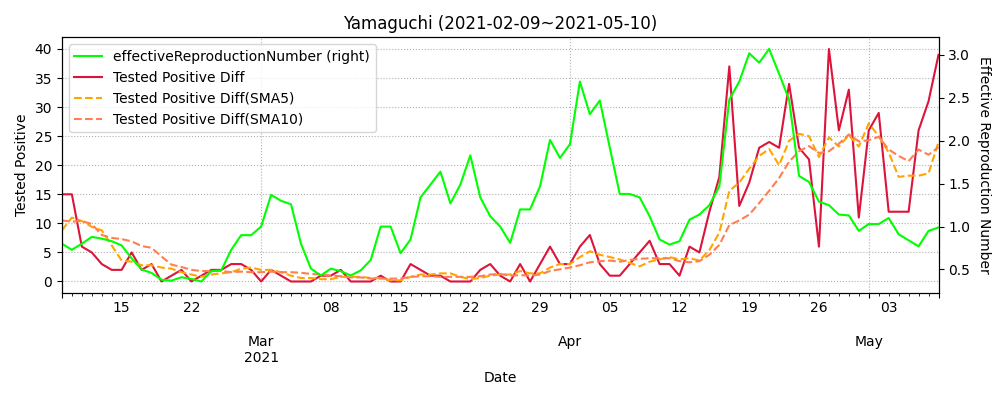 Yamaguchi (2021-02-09~2021-05-10)
effectiveReproductionNumber (right)
Tested Positive Diff
Tested Positive Diff(SMA5)
Tested Positive Diff(SMA10)
Tested Positive
40
35
30
25
20
15
10
5
0
3.0
2.5
2.0
1.5
1.0
0.5
Effective Reproduction Number
15 22 08 15 22 29 05 12 19 26 03
Mar Apr May
2021
Date